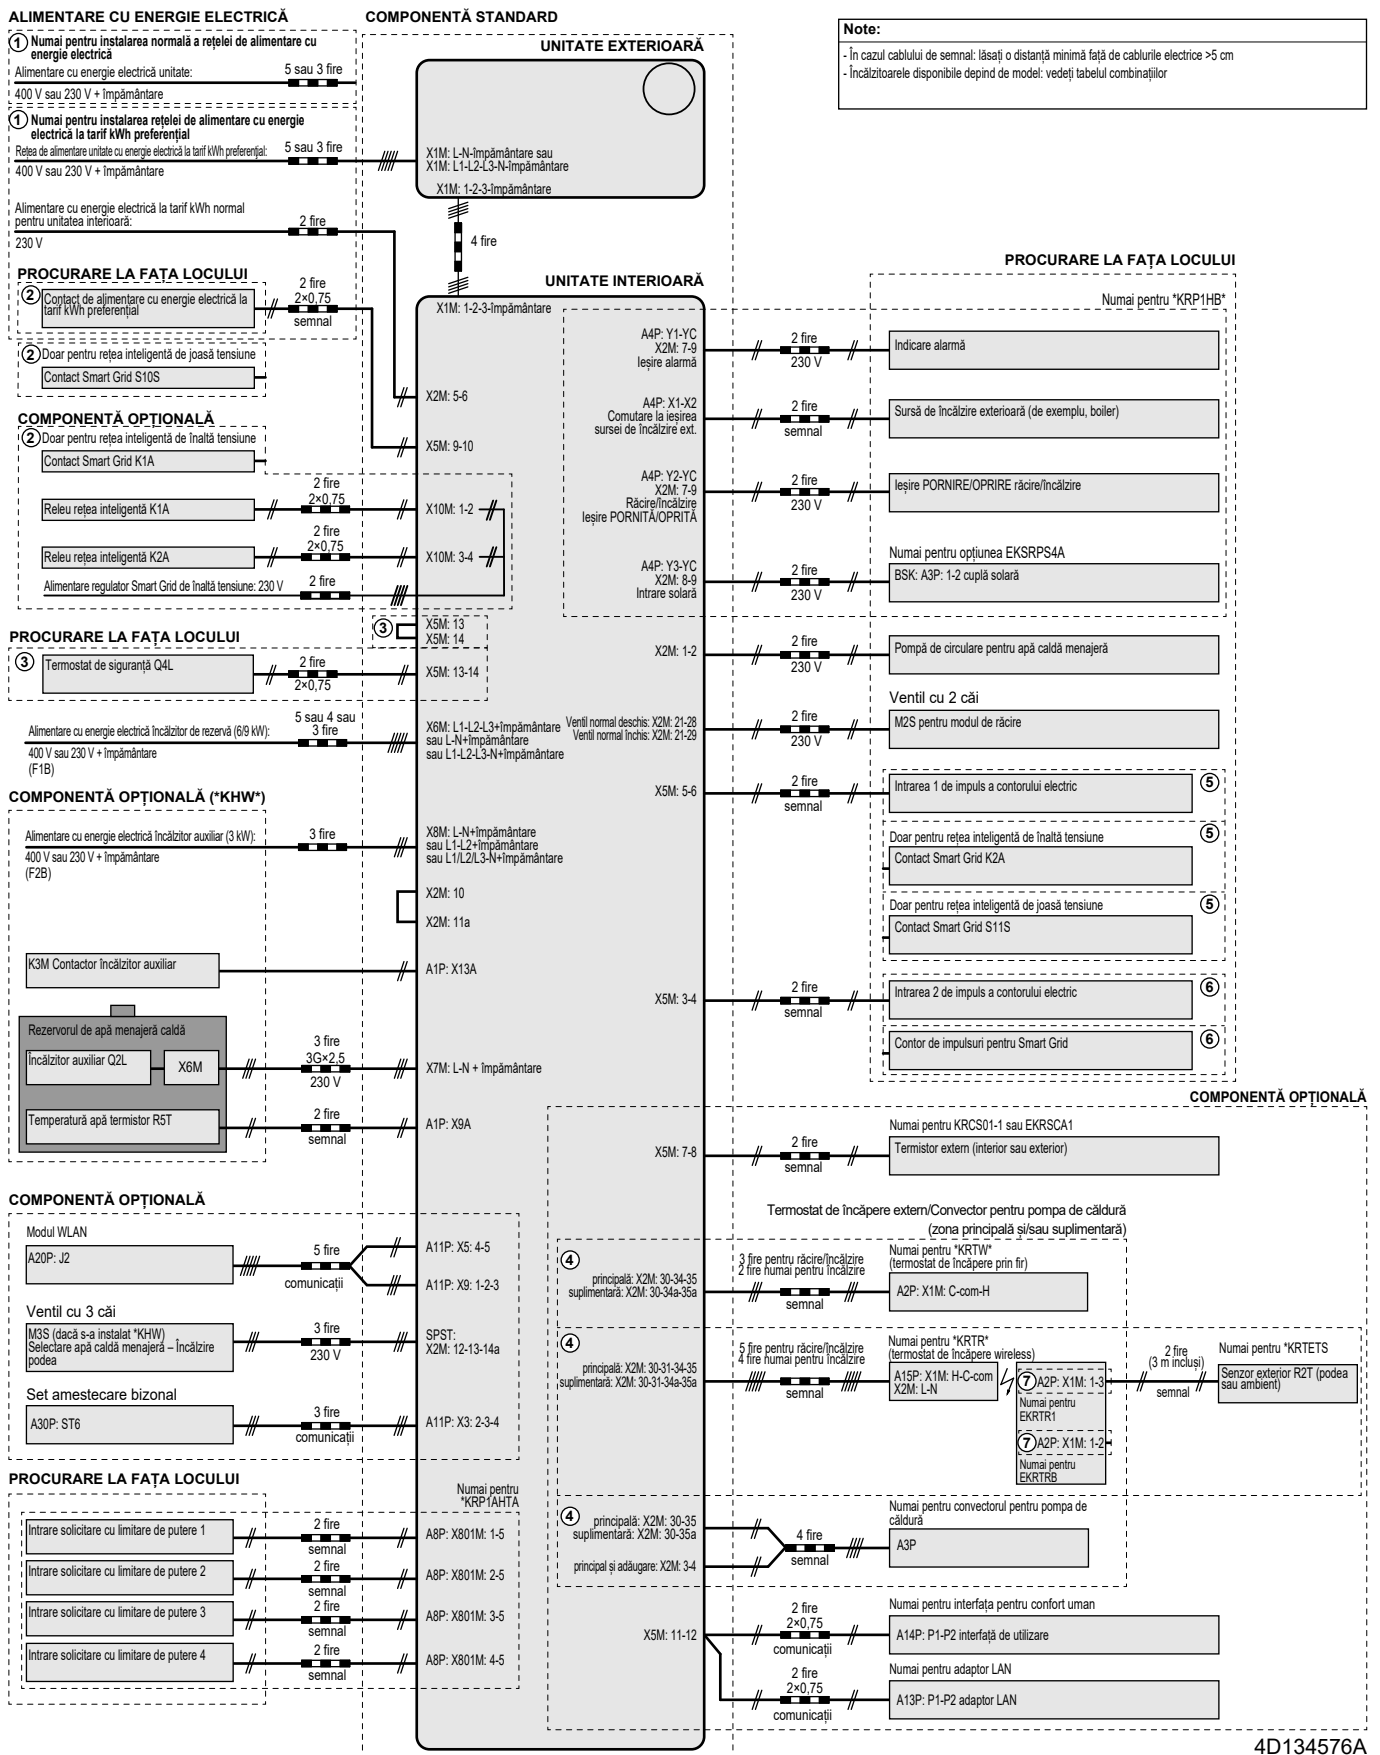 ALIMENTARE CU ENERGIE ELECTRICĂ
1 Numai pentru instalarea normală a rețelei de alimentare cu
energie electrică
Alimentare cu energie electrică unitate:
5 sau 3 fire
400 V sau 230 V + împământare
1 Numai pentru instalarea rețelei de alimentare cu energie
electrică la tarif kWh preferențial
Rețea de alimentare unitate cu energie electrică la tarif kWh preferențial:
5 sau 3 fire
400 V sau 230 V + împământare
Alimentare cu energie electrică la tarif kWh normal
pentru unitatea interioară:
2 fire
230 V
PROCURARE LA FAȚA LOCULUI
2 Contact de alimentare cu energie electrică la
tarif kWh preferențial
2 fire
2×0,75
semnal
2 Doar pentru rețea inteligentă de joasă tensiune
Contact Smart Grid S10S
COMPONENTĂ OPȚIONALĂ
2 Doar pentru rețea inteligentă de înaltă tensiune
Contact Smart Grid K1A
Releu rețea inteligentă K1A
2 fire
2×0,75
Releu rețea inteligentă K2A
2 fire
2×0,75
Alimentare regulator Smart Grid de înaltă tensiune: 230 V
2 fire
PROCURARE LA FAȚA LOCULUI
3 Termostat de siguranță Q4L
2 fire
2×0,75
Alimentare cu energie electrică încălzitor de rezervă (6/9 kW):
5 sau 4 sau
3 fire
400 V sau 230 V + împământare
(F1B)
COMPONENTĂ OPȚIONALĂ (*KHW*)
Alimentare cu energie electrică încălzitor auxiliar (3 kW):
3 fire
400 V sau 230 V + împământare
(F2B)
K3M Contactor încălzitor auxiliar
Rezervorul de apă menajeră caldă
Încălzitor auxiliar Q2L
X6M
3 fire
3G×2,5
230 V
Temperatură apă termistor R5T
2 fire
semnal
COMPONENTĂ OPȚIONALĂ
Modul WLAN
A20P: J2
5 fire
comunicații
Ventil cu 3 căi
M3S (dacă s-a instalat *KHW)
Selectare apă caldă menajeră – Încălzire
podea
3 fire
230 V
Set amestecare bizonal
A30P: ST6
3 fire
comunicații
PROCURARE LA FAȚA LOCULUI
Intrare solicitare cu limitare de putere 1
2 fire
semnal
Intrare solicitare cu limitare de putere 2
2 fire
semnal
Intrare solicitare cu limitare de putere 3
2 fire
semnal
Intrare solicitare cu limitare de putere 4
2 fire
semnal
COMPONENTĂ STANDARD
UNITATE EXTERIOARĂ
X1M: L-N-împământare sau
X1M: L1-L2-L3-N-împământare
X1M: 1-2-3-împământare
4 fire
UNITATE INTERIOARĂ
X1M: 1-2-3-împământare
X2M: 5-6
X5M: 9-10
X10M: 1-2
X10M: 3-4
3
X5M: 13
X5M: 14
X5M: 13-14
X6M: L1-L2-L3+împământare
sau L-N+împământare
sau L1-L2-L3-N+împământare
X8M: L-N+împământare
sau L1-L2+împământare
sau L1/L2/L3-N+împământare
X2M: 10
X2M: 11a
A1P: X13A
X7M: L-N + împământare
A1P: X9A
A11P: X5: 4-5
A11P: X9: 1-2-3
SPST:
X2M: 12-13-14a
A11P: X3: 2-3-4
Numai pentru
*KRP1AHTA
A8P: X801M: 1-5
A8P: X801M: 2-5
A8P: X801M: 3-5
A8P: X801M: 4-5
Note:
- În cazul cablului de semnal: lăsați o distanță minimă față de cablurile electrice >5 cm
- Încălzitoarele disponibile depind de model: vedeți tabelul combinațiilor
PROCURARE LA FAȚA LOCULUI
Numai pentru *KRP1HB*
A4P: Y1-YC
X2M: 7-9
Ieșire alarmă
2 fire
230 V
Indicare alarmă
A4P: X1-X2
Comutare la ieșirea
sursei de încălzire ext.
2 fire
semnal
Sursă de încălzire exterioară (de exemplu, boiler)
A4P: Y2-YC
X2M: 7-9
Răcire/încălzire
Ieșire PORNITĂ/OPRITĂ
2 fire
230 V
Ieșire PORNIRE/OPRIRE răcire/încălzire
Numai pentru opțiunea EKSRPS4A
A4P: Y3-YC
X2M: 8-9
Intrare solară
2 fire
230 V
BSK: A3P: 1-2 cuplă solară
X2M: 1-2
2 fire
230 V
Pompă de circulare pentru apă caldă menajeră
Ventil cu 2 căi
Ventil normal deschis: X2M: 21-28
Ventil normal închis: X2M: 21-29
2 fire
230 V
M2S pentru modul de răcire
X5M: 5-6
2 fire
semnal
Intrarea 1 de impuls a contorului electric
5
Doar pentru rețea inteligentă de înaltă tensiune
5
Contact Smart Grid K2A
Doar pentru rețea inteligentă de joasă tensiune
5
Contact Smart Grid S11S
X5M: 3-4
2 fire
semnal
Intrarea 2 de impuls a contorului electric
6
Contor de impulsuri pentru Smart Grid
6
COMPONENTĂ OPȚIONALĂ
Numai pentru KRCS01-1 sau EKRSCA1
X5M: 7-8
2 fire
semnal
Termistor extern (interior sau exterior)
Termostat de încăpere extern/Convector pentru pompa de căldură
(zona principală și/sau suplimentară)
4
principală: X2M: 30-34-35
suplimentară: X2M: 30-34a-35a
3 fire pentru răcire/încălzire
2 fire numai pentru încălzire
semnal
Numai pentru *KRTW*
(termostat de încăpere prin fir)
A2P: X1M: C-com-H
4
principală: X2M: 30-31-34-35
suplimentară: X2M: 30-31-34a-35a
5 fire pentru răcire/încălzire
4 fire numai pentru încălzire
semnal
Numai pentru *KRTR*
(termostat de încăpere wireless)
A15P: X1M: H-C-com
X2M: L-N
7 A2P: X1M: 1-3
Numai pentru
EKRTR1
7 A2P: X1M: 1-2
Numai pentru
EKRTRB
2 fire
(3 m incluși)
semnal
Numai pentru *KRTETS
Senzor exterior R2T (podea
sau ambient)
4
principală: X2M: 30-35
suplimentară: X2M: 30-35a
principal și adăugare: X2M: 3-4
4 fire
semnal
Numai pentru convectorul pentru pompa de
căldură
A3P
X5M: 11-12
2 fire
2×0,75
comunicații
Numai pentru interfața pentru confort uman
A14P: P1-P2 interfață de utilizare
2 fire
2×0,75
comunicații
Numai pentru adaptor LAN
A13P: P1-P2 adaptor LAN
4D134576A